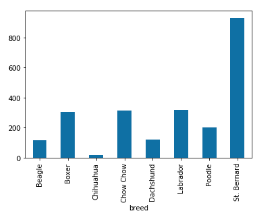 800
600
400
200
0
Beagle
Boxer
Chihuahua
Chow Chow
Dachshund
Labrador
Poodle
St. Bernard
breed